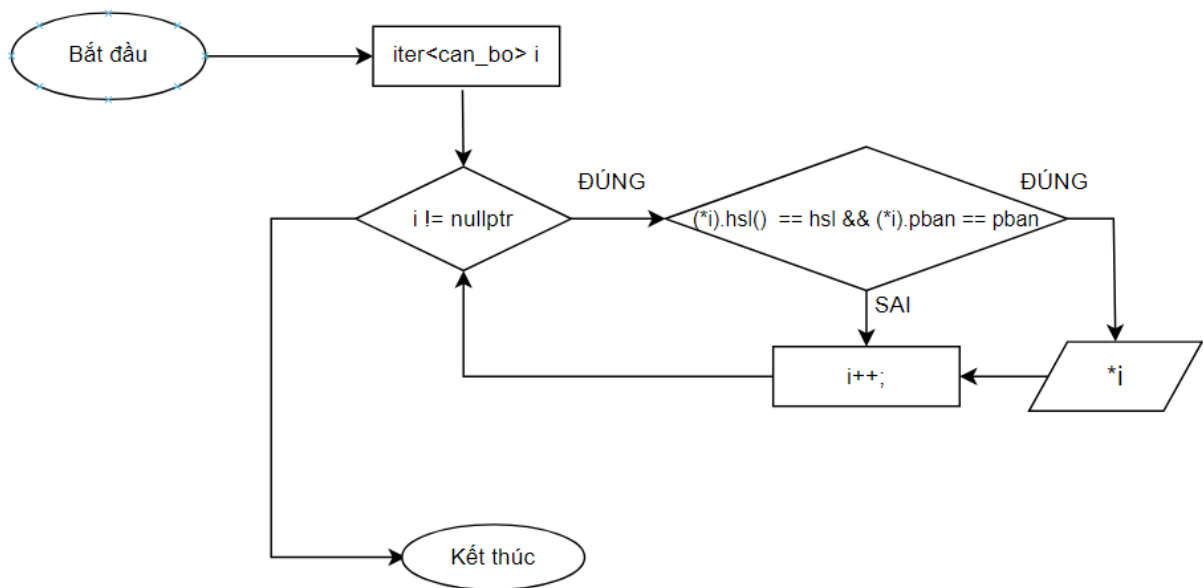 Bắt đầu
iter<can_bo> i
i != nullptr
ĐÚNG
(*i).hsl()  == hsl && (*i).pban == pban
ĐÚNG
SAI
i++;
*i
Kết thúc